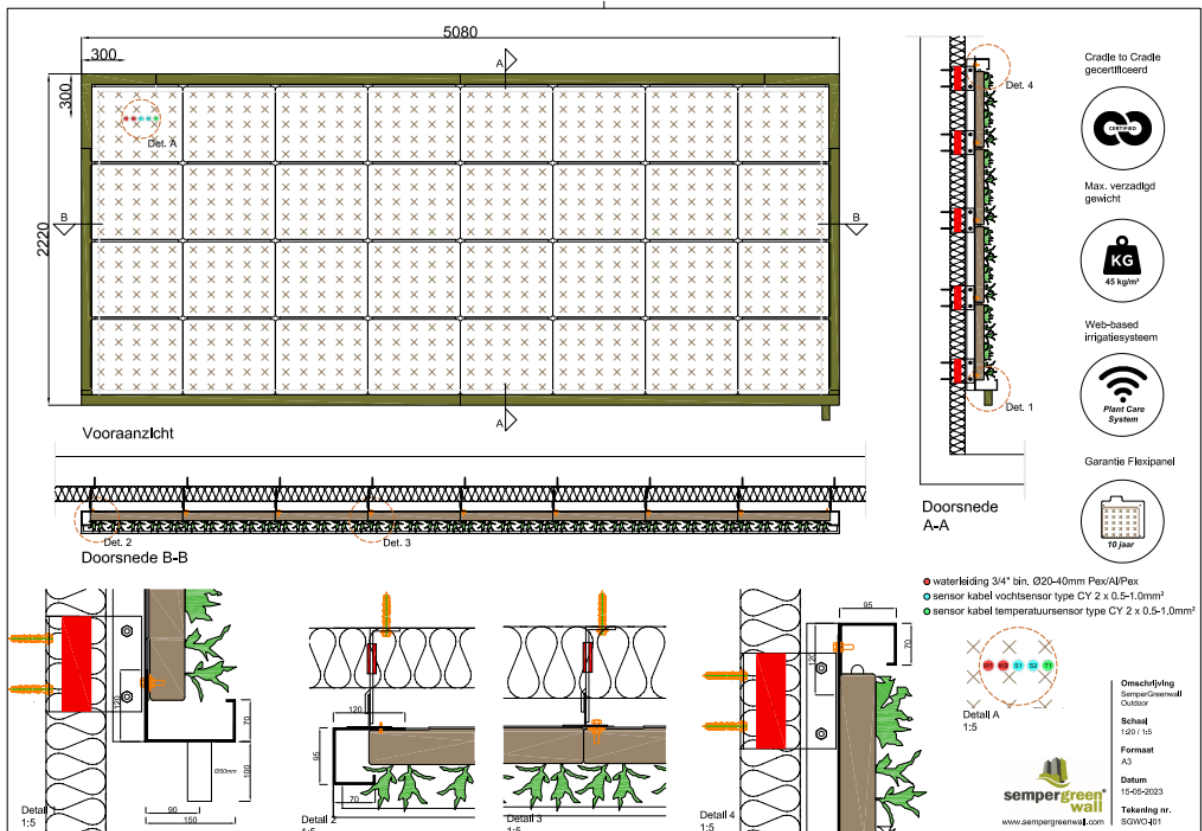 5080
300
300
2220
A
A
B
B
Det. A
Vooraanzicht
Det. 2
Det. 3
Doorsnede B-B
Det. 4
Det. 1
Doorsnede
A-A
Cradle to Cradle
gecertificeerd
CERTIFIED
Max. verzadigd
gewicht
KG
45 kg/m²
Web-based
irrigatiesysteem
Plant Care
System
Garantie Flexipanel
10 jaar
waterleiding 3/4" bin. Ø20-40mm Pex/Al/Pex
sensor kabel vochtsensor type CY 2 x 0.5-1.0mm²
sensor kabel temperatuursensor type CY 2 x 0.5-1.0mm²
120
70
100
Ø80mm
90
150
Detail 1
1:5
120
95
70
Detail 2
1:5
Detail 3
1:5
95
70
120
Detail 4
1:5
W1 W2 S1 S2 T1
Detail A
1:5
Omschrijving
SemperGreenwall
Outdoor
Schaal
1:20 / 1:5
Formaat
A3
Datum
15-05-2023
Tekening nr.
SGWO-I01
sempergreen®
wall
www.sempergreenwall.com